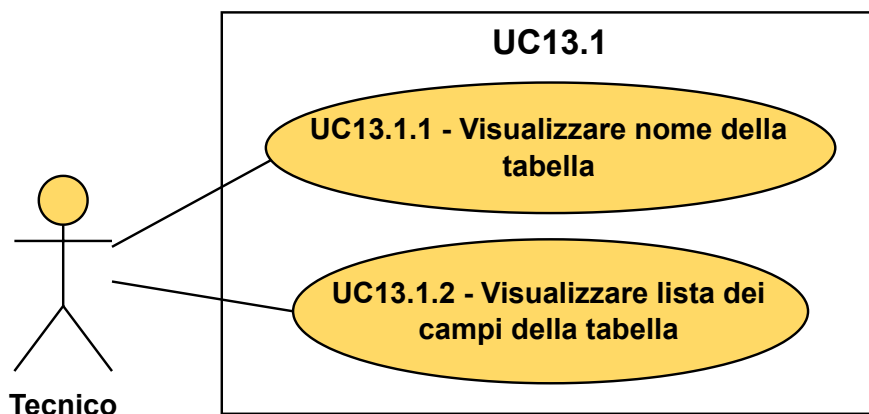 UC13.1
UC13.1.1 - Visualizzare nome della
tabella
UC13.1.2 - Visualizzare lista dei
campi della tabella
Tecnico